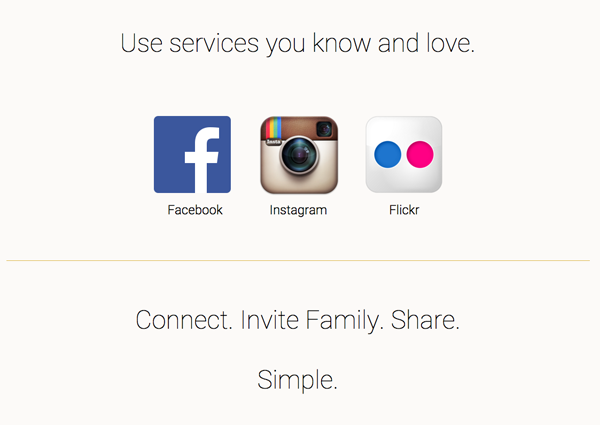 Use services you know and love.
Insta
Facebook
Instagram
Flickr
Connect. Invite Family. Share.
Simple.